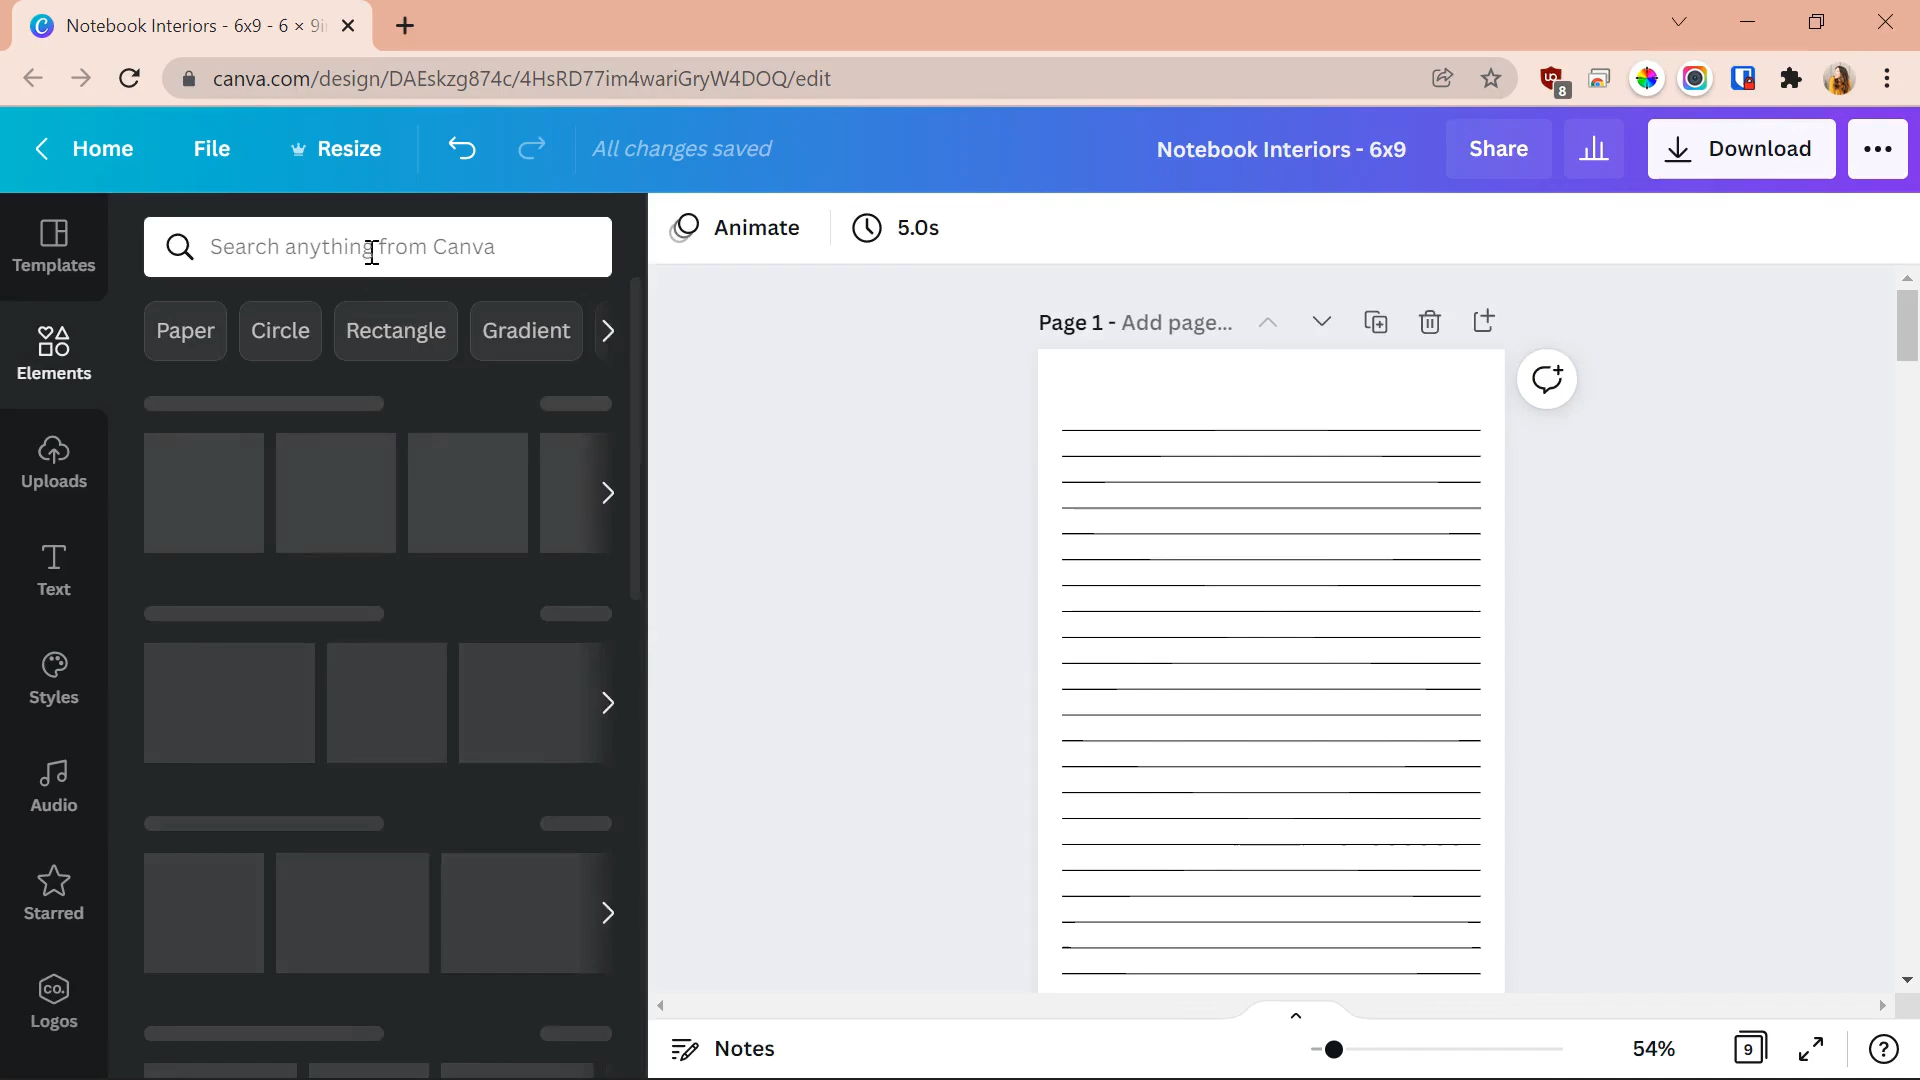 Notebook Interiors - 6x9 - 6 × 9i
canva.com/design/DAEskzg874c/4HsRD77im4wariGryW4DOQ/edit
8
Home
File
Resize
All changes saved
Notebook Interiors - 6x9
Share
Download
Templates
Elements
Uploads
Text
Styles
Audio
Starred
CO.
Logos
Search anything from Canva
Paper
Circle
Rectangle
Gradient
Animate
5.0s
Page 1 - Add page...
Notes
54%
9